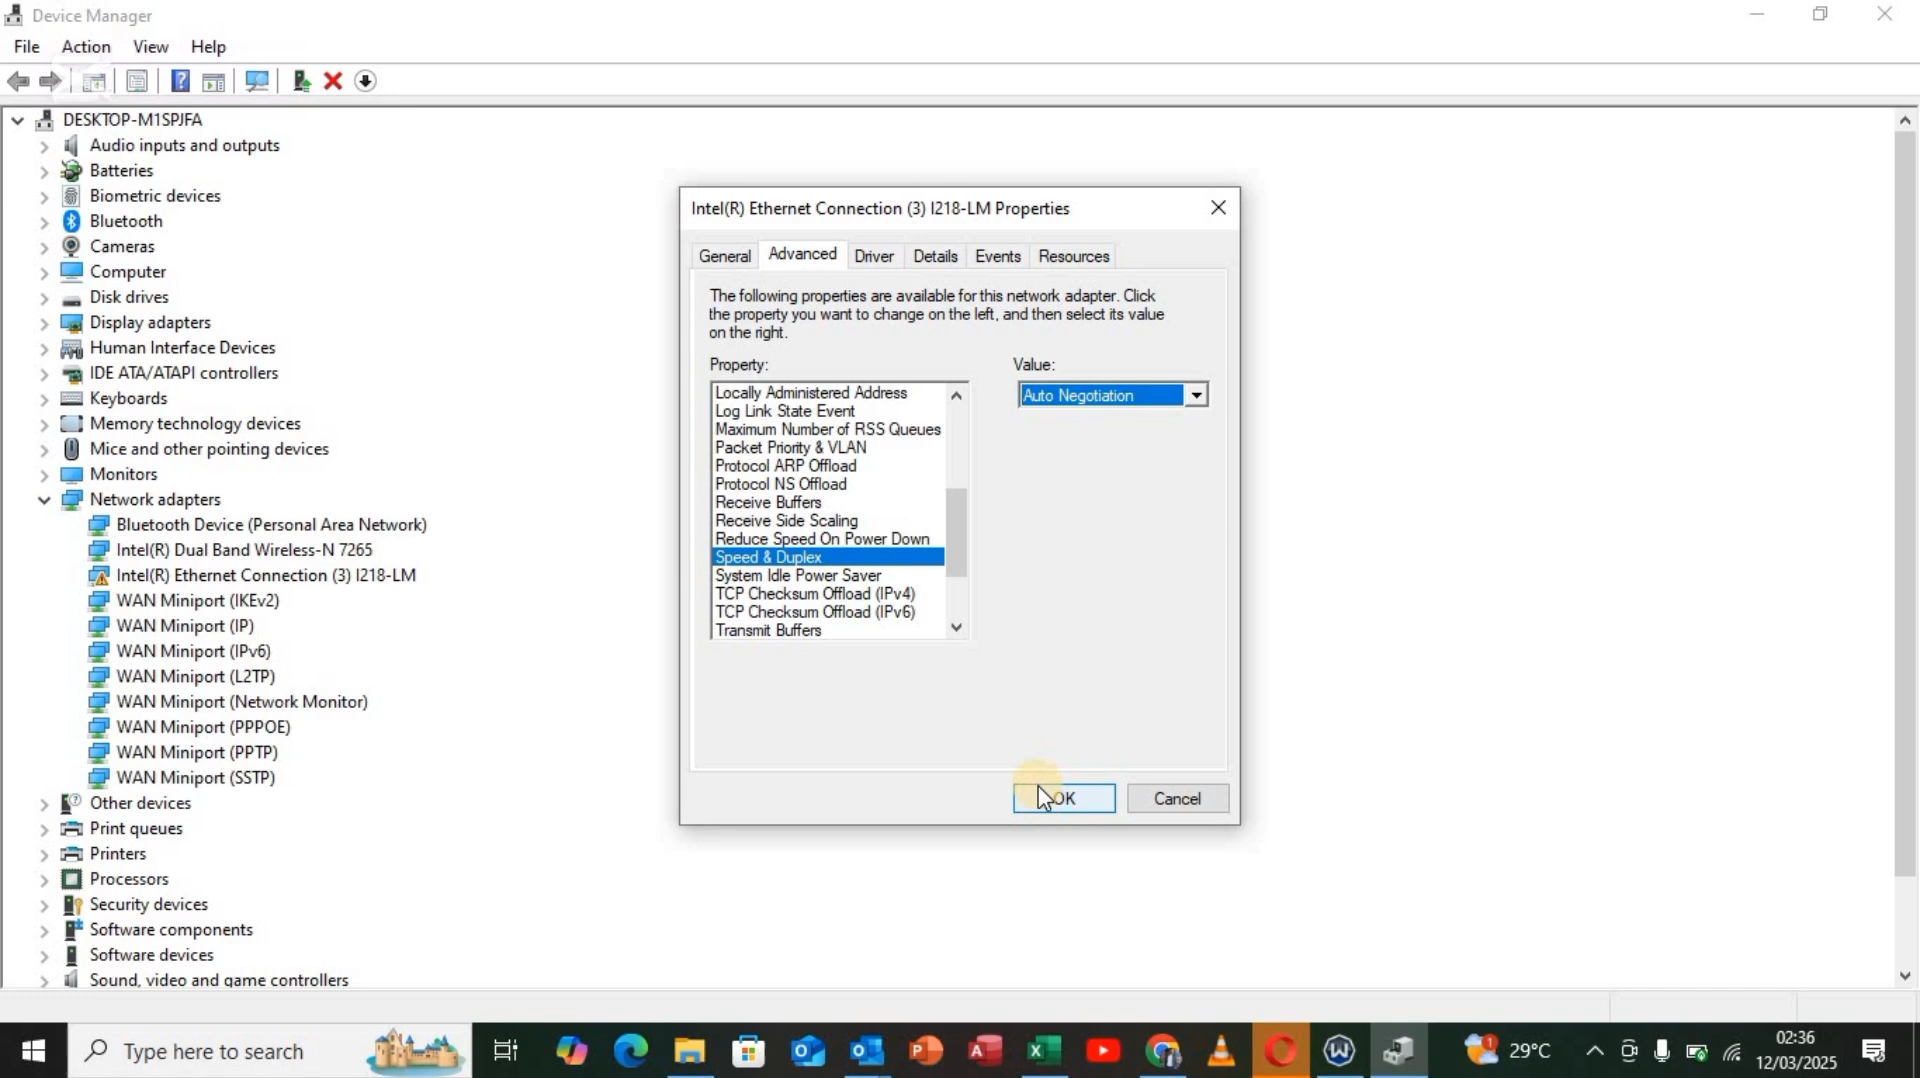 Device Manager
File Action View Help
DESKTOP-M1SPJFA
Audio inputs and outputs
Batteries
Biometric devices
Bluetooth
Cameras
Computer
Disk drives
Display adapters
Human Interface Devices
IDE ATA/ATAPI controllers
Keyboards
Memory technology devices
Mice and other pointing devices
Monitors
Network adapters
Bluetooth Device (Personal Area Network)
Intel(R) Dual Band Wireless-N 7265
Intel(R) Ethernet Connection (3) I218-LM
WAN Miniport (IKEv2)
WAN Miniport (IP)
WAN Miniport (IPv6)
WAN Miniport (L2TP)
WAN Miniport (Network Monitor)
WAN Miniport (PPPOE)
WAN Miniport (PPTP)
WAN Miniport (SSTP)
Other devices
Print queues
Printers
Processors
Security devices
Software components
Software devices
Sound, video and game controllers
Intel(R) Ethernet Connection (3) I218-LM Properties
General Advanced Driver Details Events Resources
The following properties are available for this network adapter. Click
the property you want to change on the left, and then select its value
on the right.
Property: Value:
Auto Negotiation
Locally Administered Address
Log Link State Event
Maximum Number of RSS Queues
Packet Priority & VLAN
Protocol ARP Offload
Protocol NS Offload
Receive Buffers
Receive Side Scaling
Reduce Speed On Power Down
Speed & Duplex
System Idle Power Saver
TCP Checksum Offload (IPv4)
TCP Checksum Offload (IPv6)
Transmit Buffers
OK Cancel
Type here to search
29°C
02:36
12/03/2025